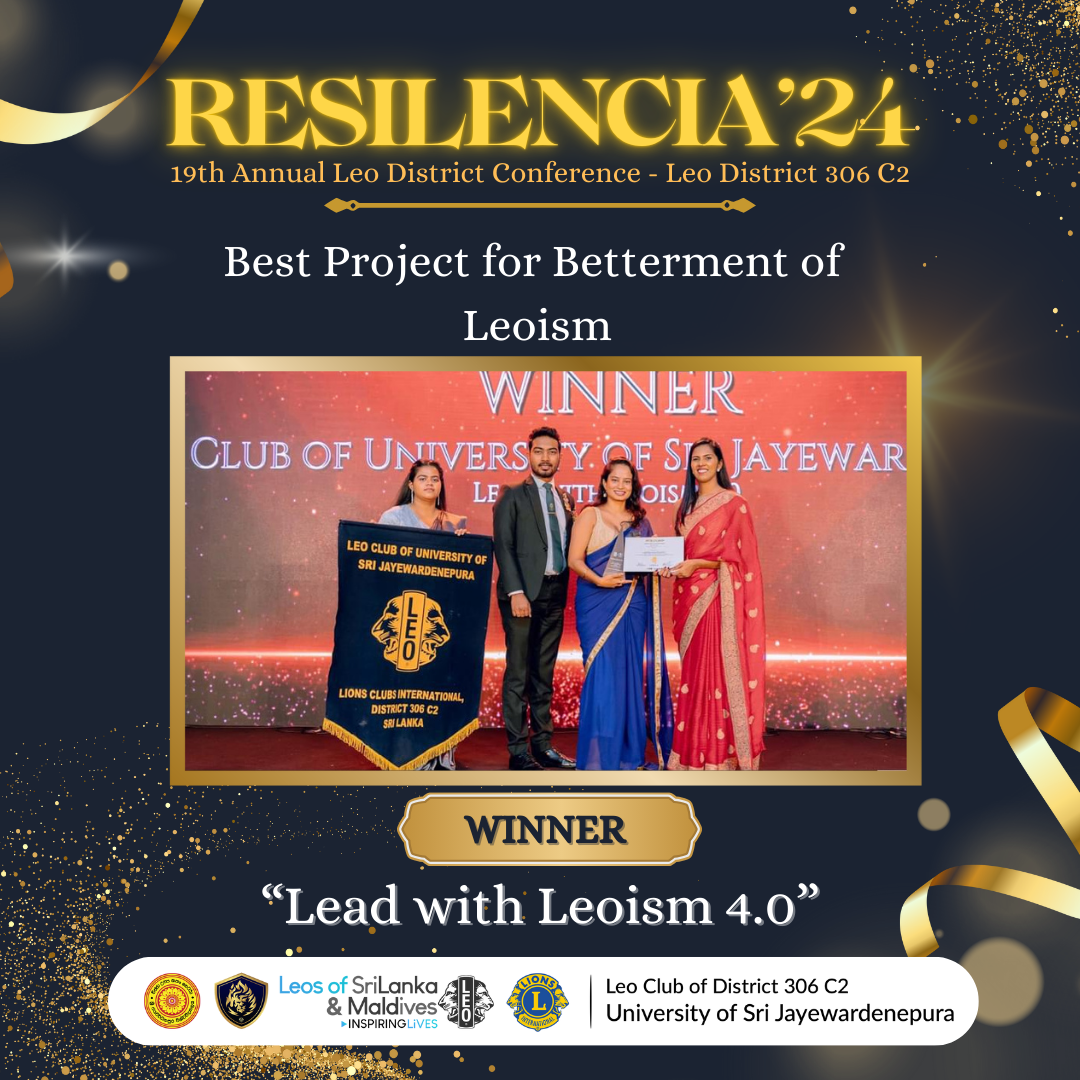 RESILENCIA’24
19th Annual Leo District Conference - Leo District 306 C2
Best Project for Betterment of
Leoism
WINNER
CLUB OF UNIVERSITY OF SRI JAYEWAR
LEO CLUB OF UNIVERSITY OF
SRI JAYEWARDENEPURA
LEO
LIONS CLUBS INTERNATIONAL,
DISTRICT 306 C2
SRI LANKA
WINNER
“Lead with Leoism 4.0”
Leos of SriLanka
& Maldives
INSPIRING LIVES
LEO
LIONS
L
INTERNATIONAL
Leo Club of District 306 C2
University of Sri Jayewardenepura